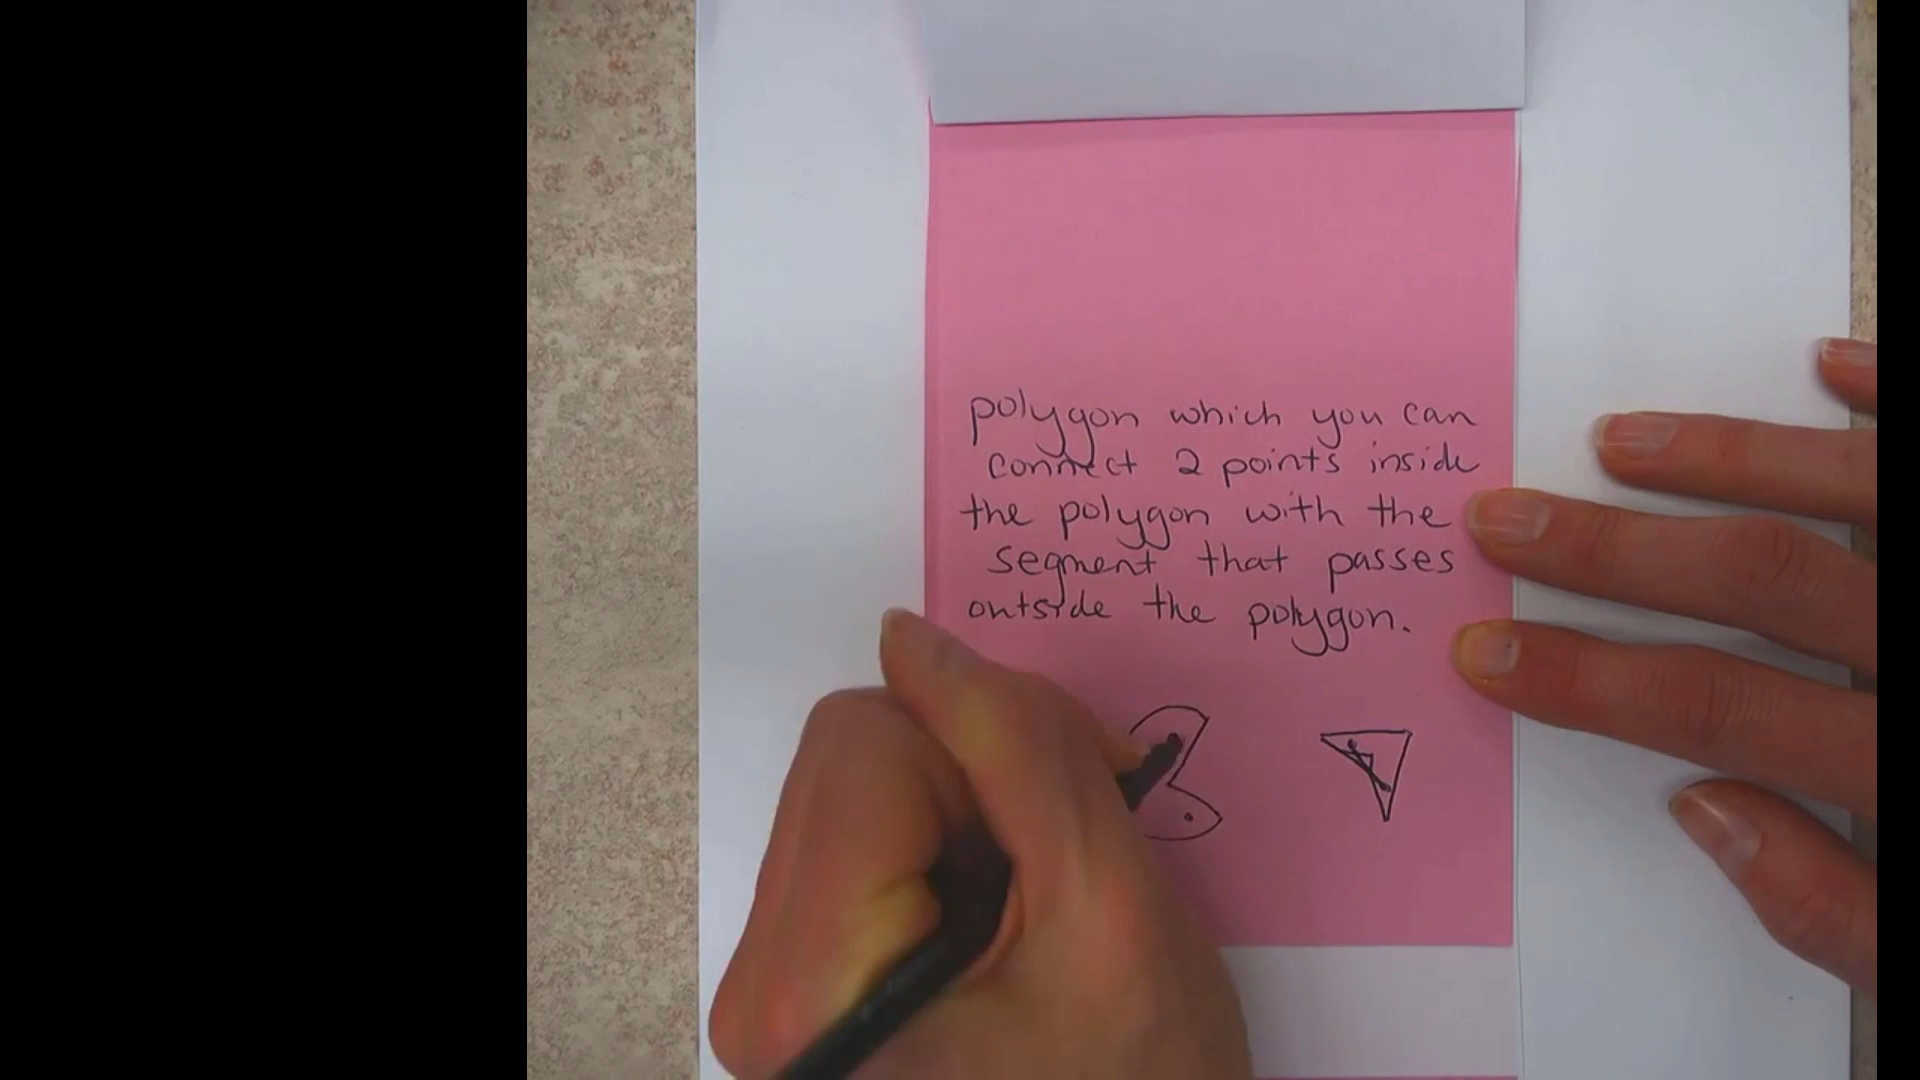 polygon which you can
connect 2 points inside
the polygon with the
segment that passes
outside the polygon.